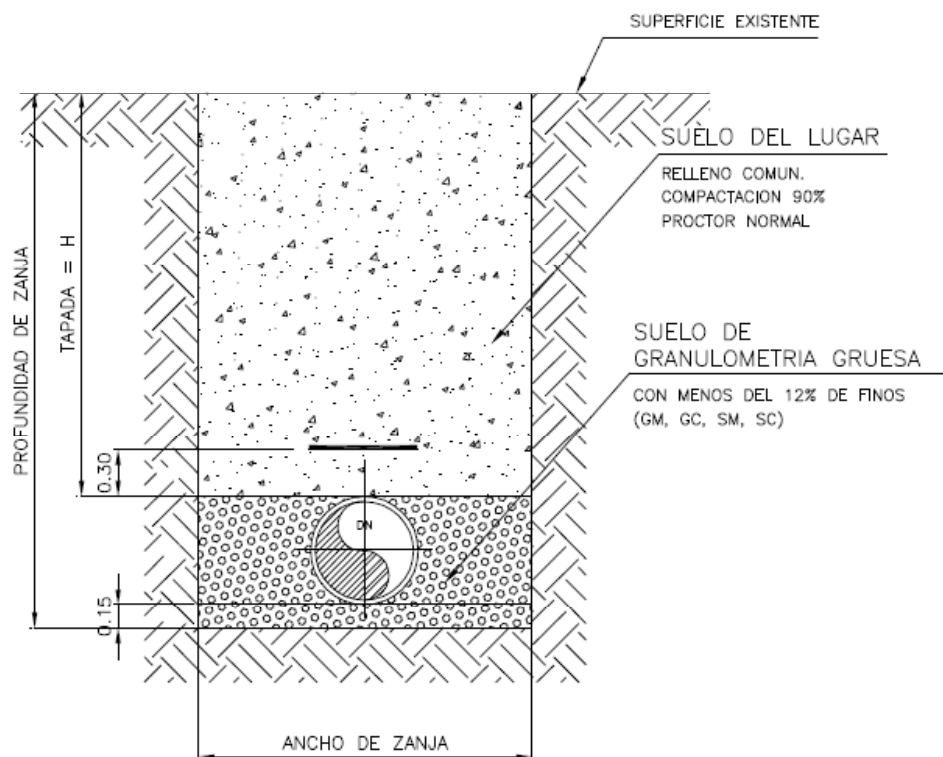 SUPERFICIE EXISTENTE
SUELO DEL LUGAR
RELLENO COMUN.
COMPACTACION 90%
PROCTOR NORMAL
PROFUNDIDAD DE ZANJA
TAPADA = H
SUELO DE
GRANULOMETRIA GRUESA
CON MENOS DEL 12% DE FINOS
(GM, GC, SM, SC)
0.30
DN
0.15
ANCHO DE ZANJA